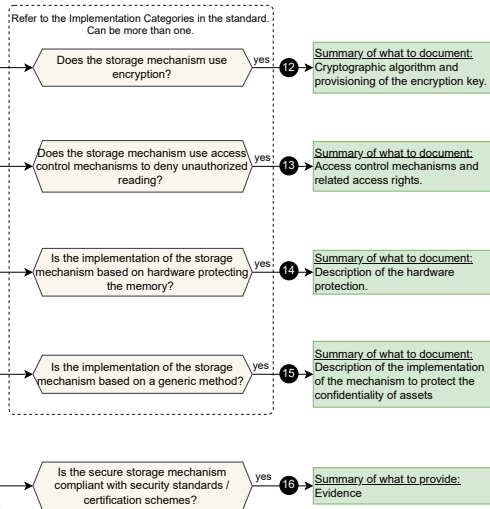 Refer to the Implementation Categories in the standard.
Can be more than one.
Does the storage mechanism use
encryption?
yes
12
Summary of what to document:
Cryptographic algorithm and
provisioning of the encryption key.
Does the storage mechanism use access
control mechanisms to deny unauthorized
reading?
yes
13
Summary of what to document:
Access control mechanisms and
related access rights.
Is the implementation of the storage
mechanism based on hardware protecting
the memory?
yes
14
Summary of what to document:
Description of the hardware
protection.
Is the implementation of the storage
mechanism based on a generic method?
yes
15
Summary of what to document:
Description of the implementation
of the mechanism to protect the
confidentiality of assets
Is the secure storage mechanism
compliant with security standards /
certification schemes?
yes
16
Summary of what to provide:
Evidence